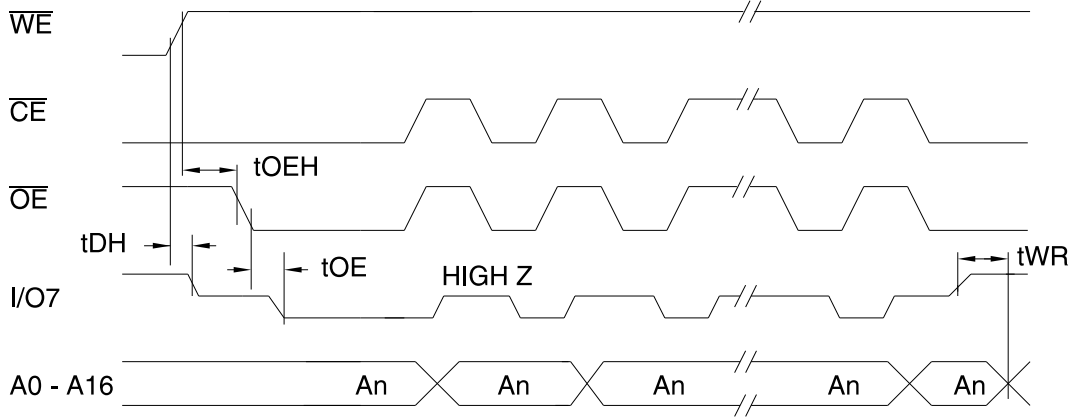 WE
CE
tOEH
OE
tDH
tOE
tWR
HIGH Z
I/O7
A0 - A16 An An An An An